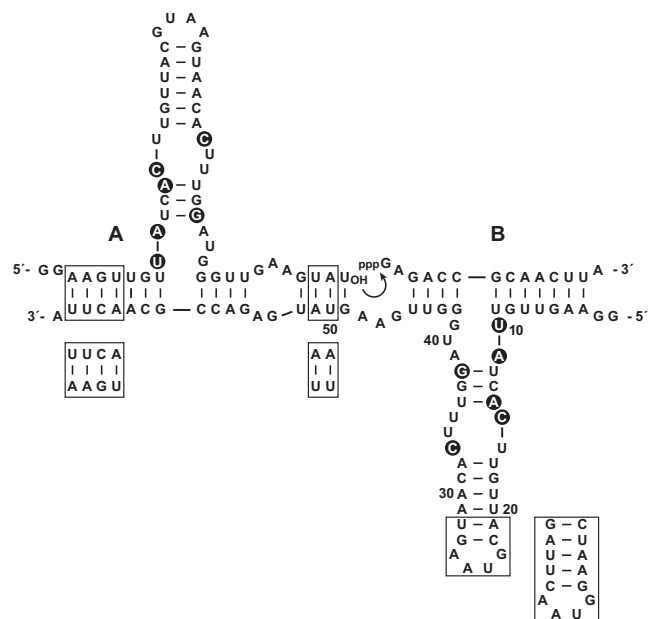 U A
G A
C – G
A – U
U – A
U – A
G – C
U – A
U C
U
C U
A – U
C – G
U – G
A
A
B
U
U G
5´- G G A A G U U G U G G U U G A A G U A U OH
3´- A U U C A A C G – C C A G A G U A U G A A G U U G
50
pppG A G A C C – G C A A C U U A -3´
U G U U G A A G G -5´
U U C A
A A G U
A A
U U
G U 10
40 U A
A U
G – C
G – A
U C
U
U
C U
A – U
C – G
30 A – U
A – U 20
U – A
G – C
A G
A U
G – C
A – U
U – A
U – A
C – G
A G
A U